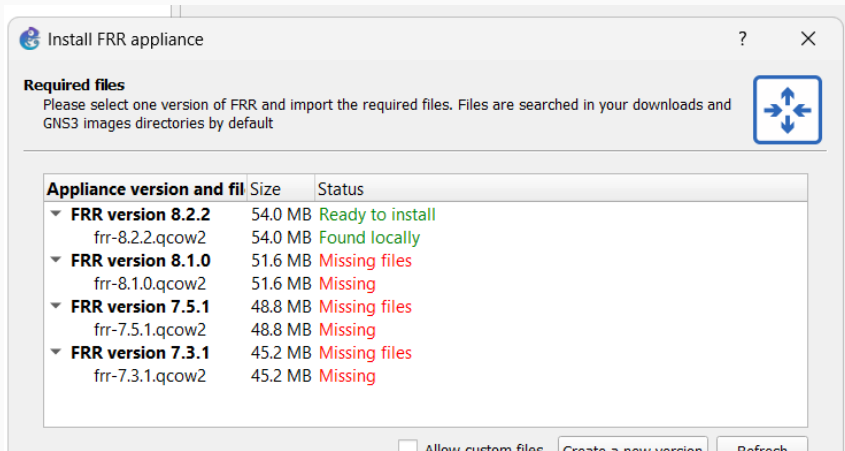 Install FRR appliance ?
Required files
Please select one version of FRR and import the required files. Files are searched in your downloads and
GNS3 images directories by default
Appliance version and fil Size Status
FRR version 8.2.2 54.0 MB Ready to install
frr-8.2.2.qcow2 54.0 MB Found locally
FRR version 8.1.0 51.6 MB Missing files
frr-8.1.0.qcow2 51.6 MB Missing
FRR version 7.5.1 48.8 MB Missing files
frr-7.5.1.qcow2 48.8 MB Missing
FRR version 7.3.1 45.2 MB Missing files
frr-7.3.1.qcow2 45.2 MB Missing
Allow custom files Create a new version Refresh